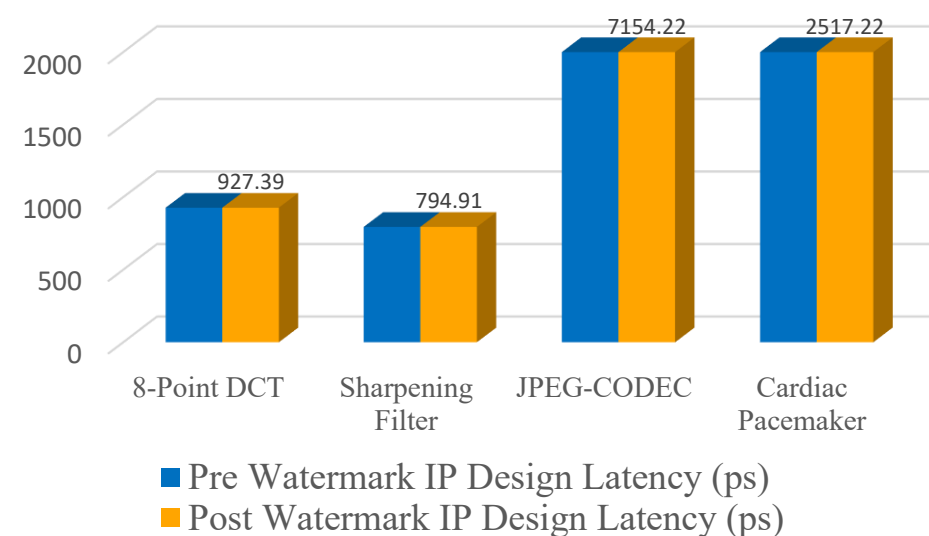 7154.22
2517.22
2000
1500
927.39
794.91
1000
500
0
8-Point DCT
Sharpening
Filter
JPEG-CODEC
Cardiac
Pacemaker
Pre Watermark IP Design Latency (ps)
Post Watermark IP Design Latency (ps)